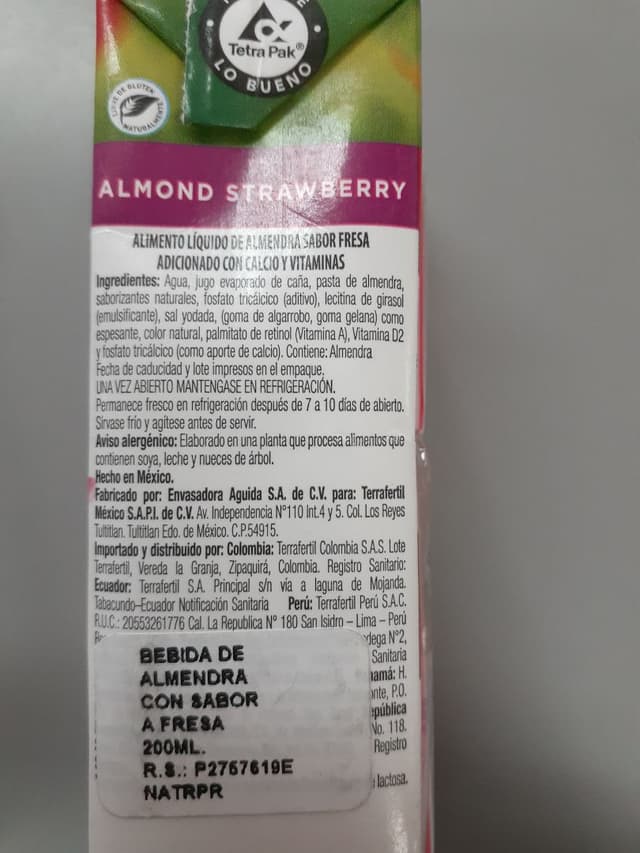 Tetra Pak®
LO BUENO
LIBRE DE GLUTEN
NATURALMENTE
ALMOND STRAWBERRY
ALIMENTO LÍQUIDO DE ALMENDRA SABOR FRESA
ADICIONADO CON CALCIO Y VITAMINAS
Ingredientes: Agua, jugo evaporado de caña, pasta de almendra,
saborizantes naturales, fosfato tricálcico (aditivo), lecitina de girasol
(emulsificante), sal yodada, (goma de algarrobo, goma gelana) como
espesante, color natural, palmitato de retinol (Vitamina A), Vitamina D2
y fosfato tricálcico (como aporte de calcio). Contiene: Almendra
Fecha de caducidad y lote impresos en el empaque.
UNA VEZ ABIERTO MANTENGASE EN REFRIGERACIÓN.
Permanece fresco en refrigeración después de 7 a 10 días de abierto.
Sirvase frío y agítese antes de servir.
Aviso alergénico: Elaborado en una planta que procesa alimentos que
contienen soya, leche y nueces de árbol.
Hecho en México.
Fabricado por: Envasadora Aguida S.A. de C.V. para: Terrafertil
México S.A.P.I. de C.V. Av. Independencia N°110 Int.4 y 5. Col. Los Reyes
Tultitlan. Tultitlan Edo. de México. C.P.54915.
Importado y distribuido por: Colombia: Terrafertil Colombia S.A.S. Lote
Terrafertil, Vereda la Granja, Zipaquirá, Colombia. Registro Sanitario:
Ecuador: Terrafertil S.A. Principal s/n vía a laguna de Mojanda.
Tabacundo–Ecuador Notificación Sanitaria Perú: Terrafertil Perú S.A.C.
R.U.C.: 20553261776 Cal. La Republica N° 180 San Isidro – Lima – Perú
N°2,
Sanitaria
H.
P.O.
No. 118.
Registro
lactosa.
BEBIDA DE
ALMENDRA
CON SABOR
A FRESA
200ML.
R.S.: P2767619E
NATRPR